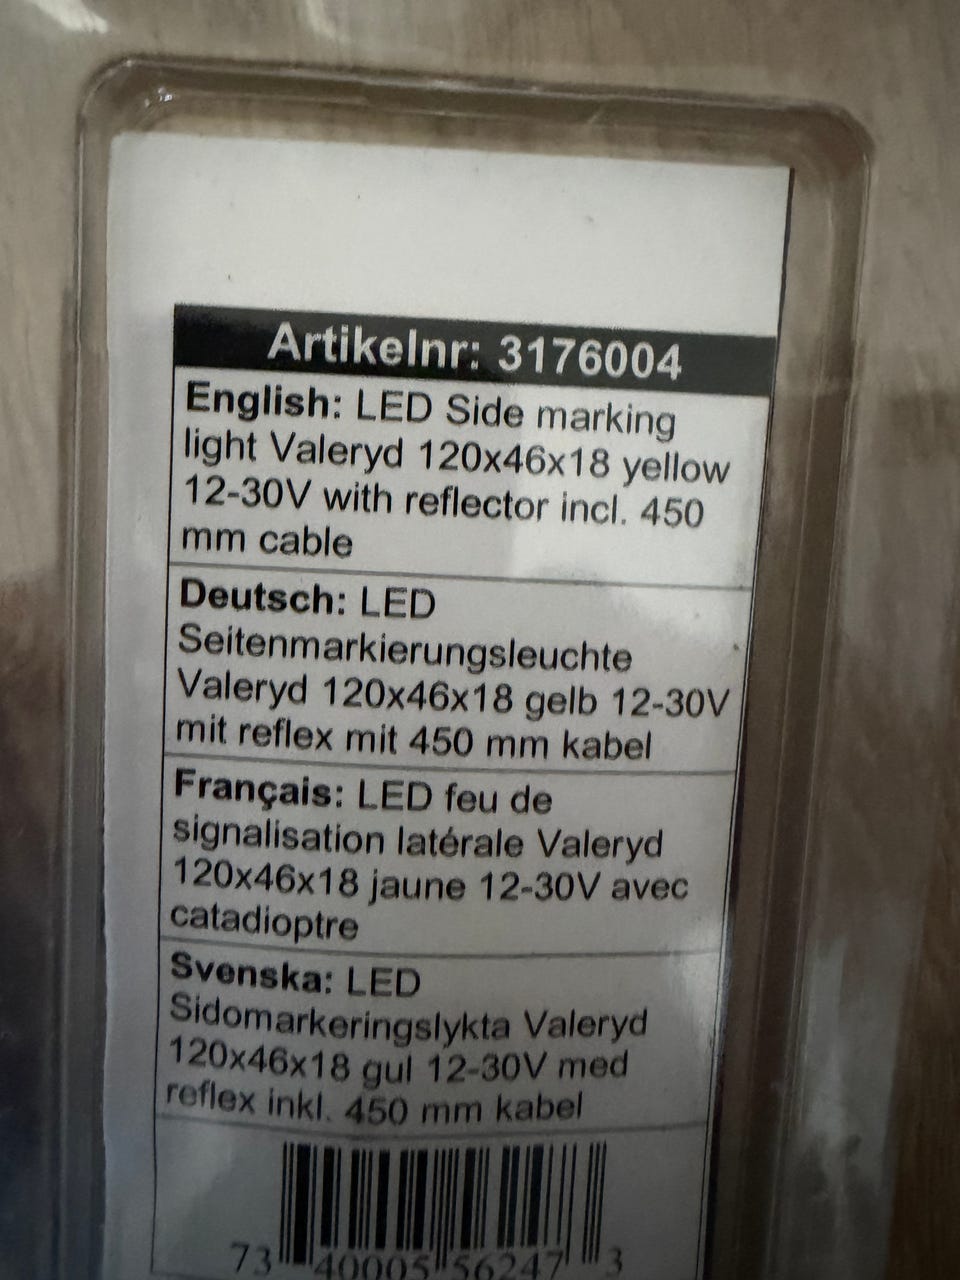 Artikelnr: 3176004
English: LED Side marking
light Valeryd 120x46x18 yellow
12-30V with reflector incl. 450
mm cable
Deutsch: LED
Seitenmarkierungsleuchte
Valeryd 120x46x18 gelb 12-30V
mit reflex mit 450 mm kabel
Français: LED feu de
signalisation latérale Valeryd
120x46x18 jaune 12-30V avec
catadioptre
Svenska: LED
Sidomarkeringslykta Valeryd
120x46x18 gul 12-30V med
reflex inkl. 450 mm kabel
73 40005 56247 3